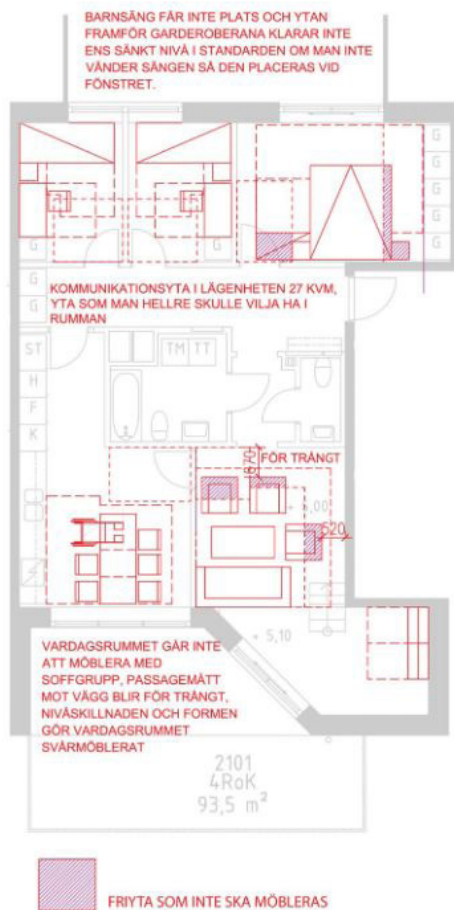 BARNSÄNG FÅR INTE PLATS OCH YTAN
FRAMFÖR GARDEROBERANA KLARAR INTE
ENS SÄNKT NIVÅ I STANDARDEN OM MAN INTE
VÄNDER SÄNGEN SÅ DEN PLACERAS VID
FÖNSTRET.
G
G
G
G
G
G
G
KOMMUNIKATIONSYTA I LÄGENHETEN 27 KVM,
YTA SOM MAN HELLRE SKULLE VILJA HA I
RUMMAN
G
G
ST
H
F
K
TM TT
870
FÖR TRÅNGT
+ 5,00
520
+ 5,10
VARDAGSRUMMET GÅR INTE
ATT MÖBLERA MED
SOFFGRUPP, PASSAGEMÅTT
MOT VÄGG BLIR FÖR TRÅNGT,
NIVÅSKILLNADEN OCH FORMEN
GÖR VARDAGSRUMMET
SVÅRMÖBLERAT
2101
4RoK
93,5 m²
FRIYTA SOM INTE SKA MÖBLERAS